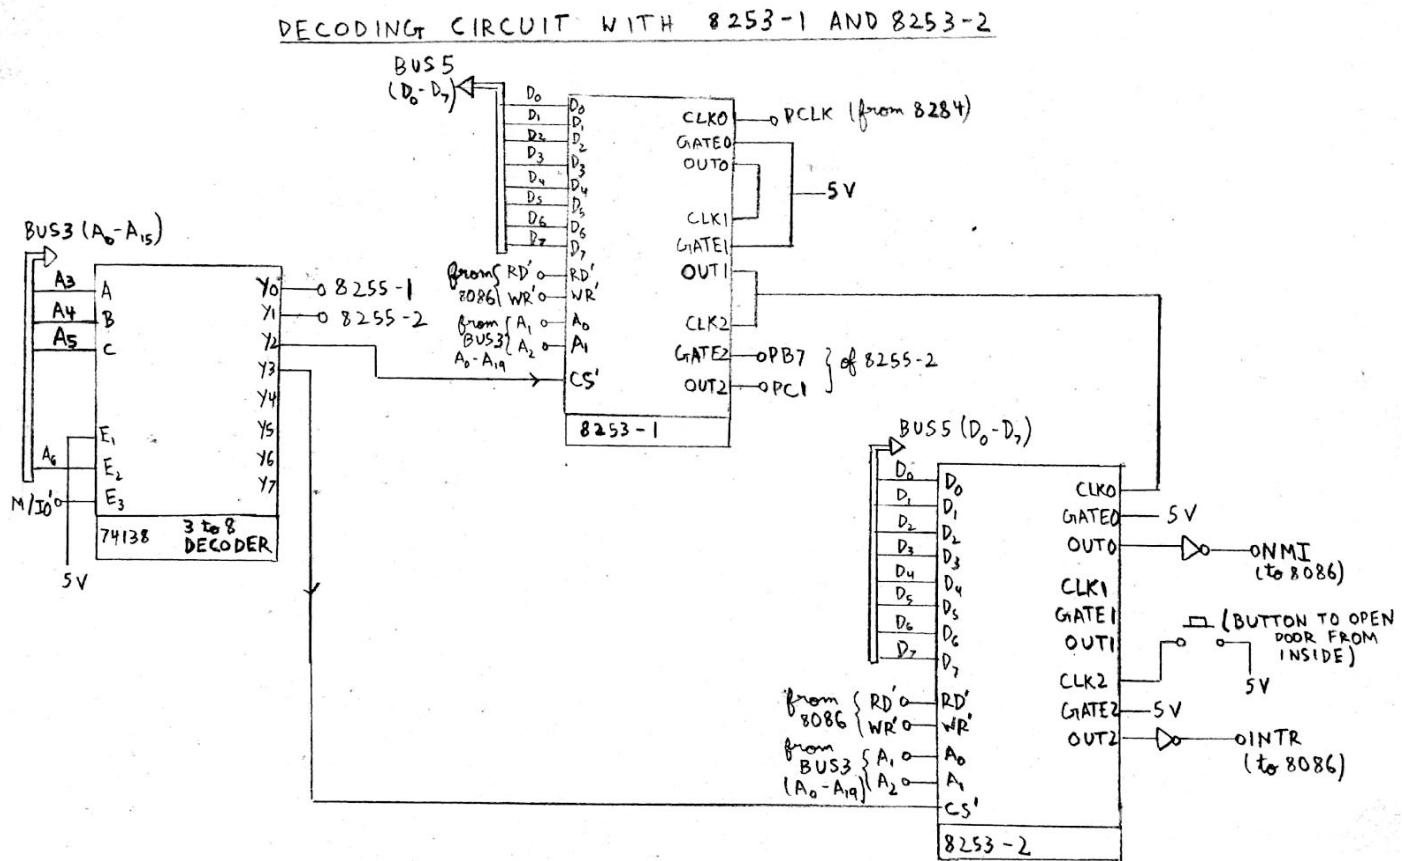 DECODING CIRCUIT WITH 8253-1 AND 8253-2
BUS5
(D₀-D₇)
D₀ D₀
D₁ D₁
D₂ D₂
D₃ D₃
D₄ D₄
D₅ D₅
D₆ D₆
D₇ D₇
from RD' RD'
8086 WR' WR'
from A₁ A₀
BUS3 A₂ A₁
A₀-A₁₉
CS'
CLK0 PCLK (from 8284)
GATE0
OUT0
5V
CLK1
GATE1
OUT1
CLK2
GATE2 PB7
OUT2 PC1
of 8255-2
8253-1
BUS3 (A₀-A₁₅)
A3 A
A4 B
A5 C
E₁
A₆ E₂
M/IO' E₃
5V
Y0 8255-1
Y1 8255-2
Y2
Y3
Y4
Y5
Y6
Y7
74138 3 to 8
DECODER
BUS5 (D₀-D₇)
D₀ D₀
D₁ D₁
D₂ D₂
D₃ D₃
D₄ D₄
D₅ D₅
D₆ D₆
D₇ D₇
from RD' RD'
8086 WR' WR'
from
BUS3 A₁ A₀
(A₀-A₁₉) A₂ A₁
CS'
CLK0
GATE0 5V
OUT0 NMI
(to 8086)
CLK1
GATE1
OUT1
(BUTTON TO OPEN
DOOR FROM
INSIDE)
CLK2
5V
GATE2 5V
OUT2 INTR
(to 8086)
8253-2